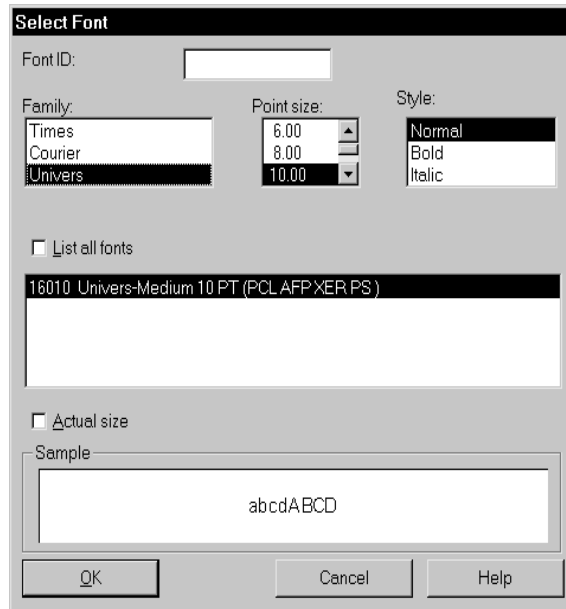 Select Font
Font ID:
Family:
Point size:
Style:
Times
Courier
Univers
6.00
8.00
10.00
Normal
Bold
Italic
List all fonts
16010 Univers-Medium 10 PT (PCL AFP XER PS )
Actual size
Sample
abcdABCD
OK
Cancel
Help